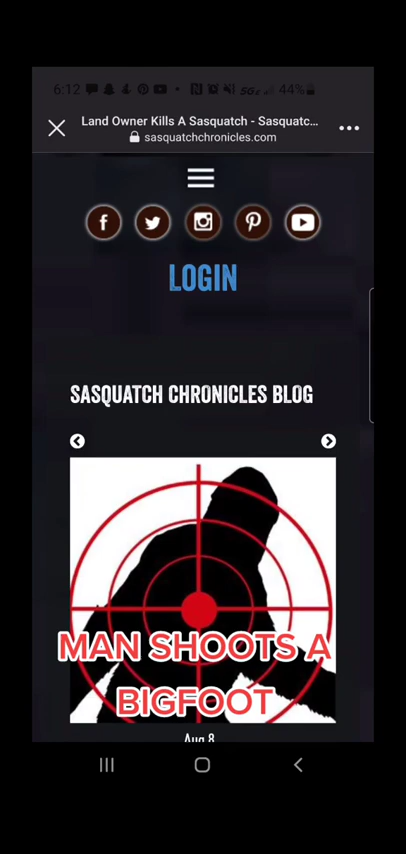 6:12
5G 44%
Land Owner Kills A Sasquatch - Sasquatc...
sasquatchchronicles.com
LOGIN
SASQUATCH CHRONICLES BLOG
MAN SHOOTS A
BIGFOOT
Aug 8